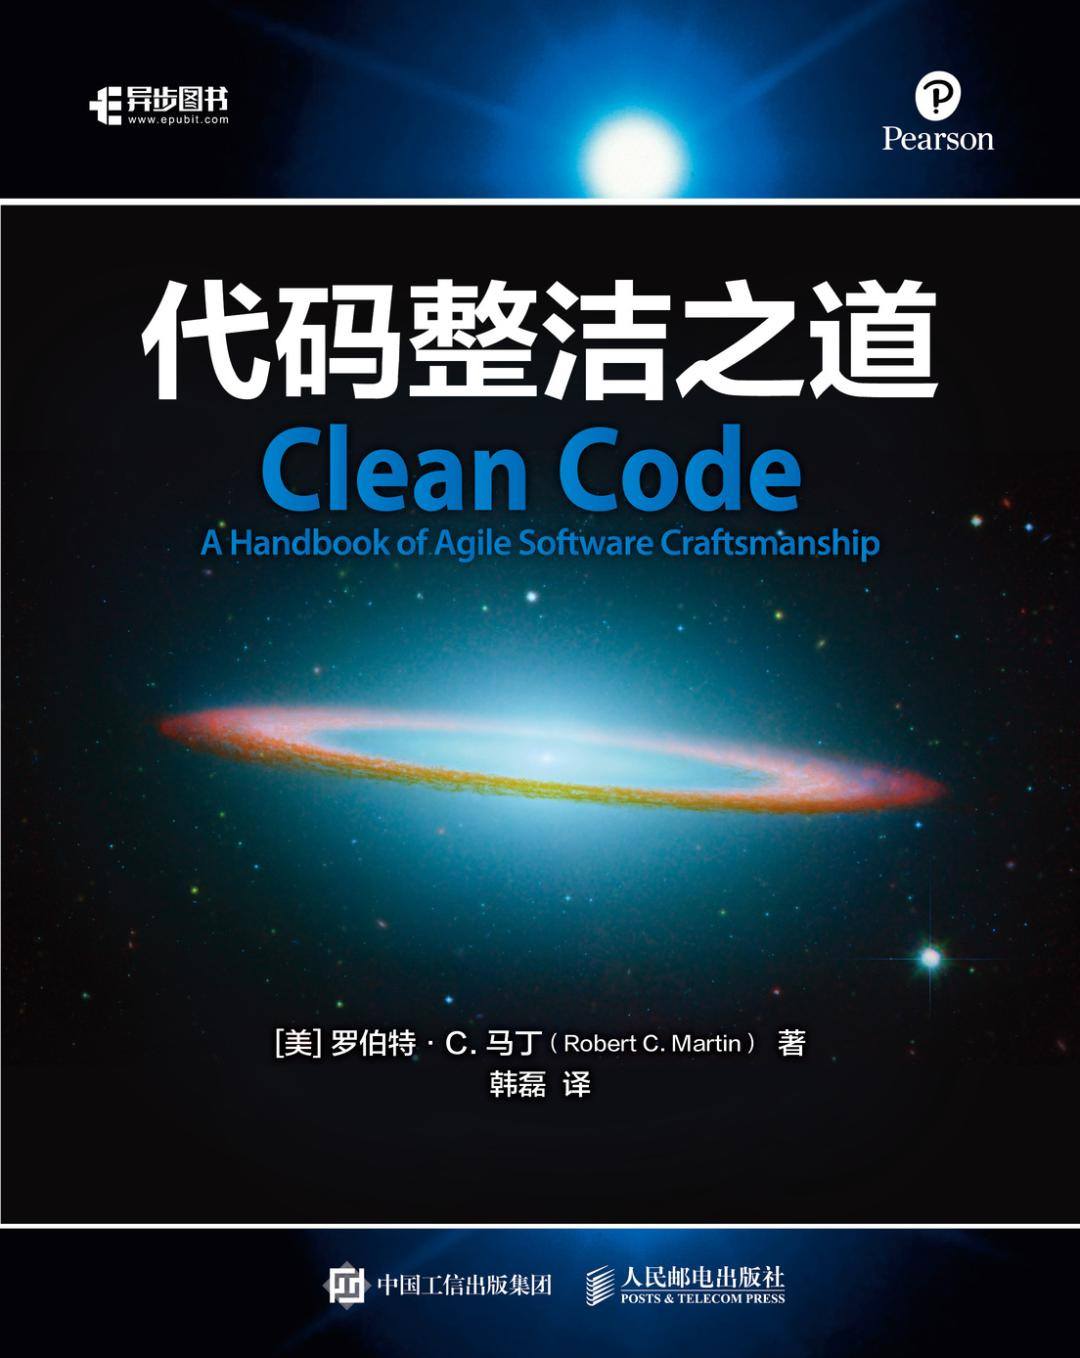 异步图书
www.epubit.com
Pearson
代码整洁之道
Clean Code
A Handbook of Agile Software Craftsmanship
[美] 罗伯特·C. 马丁（Robert C. Martin） 著
韩磊 译
中国工信出版集团
人民邮电出版社
POSTS & TELECOM PRESS